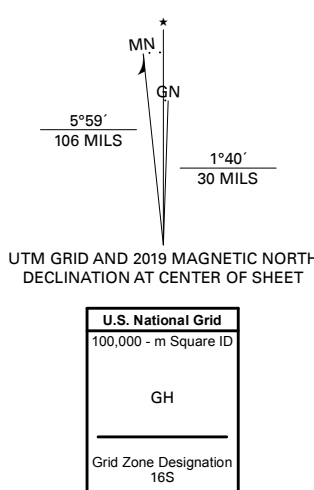 ★
MN
GN
5°59´
106 MILS
1°40´
30 MILS
UTM GRID AND 2019 MAGNETIC NORTH
DECLINATION AT CENTER OF SHEET
U.S. National Grid
100,000 - m Square ID
GH
Grid Zone Designation
16S